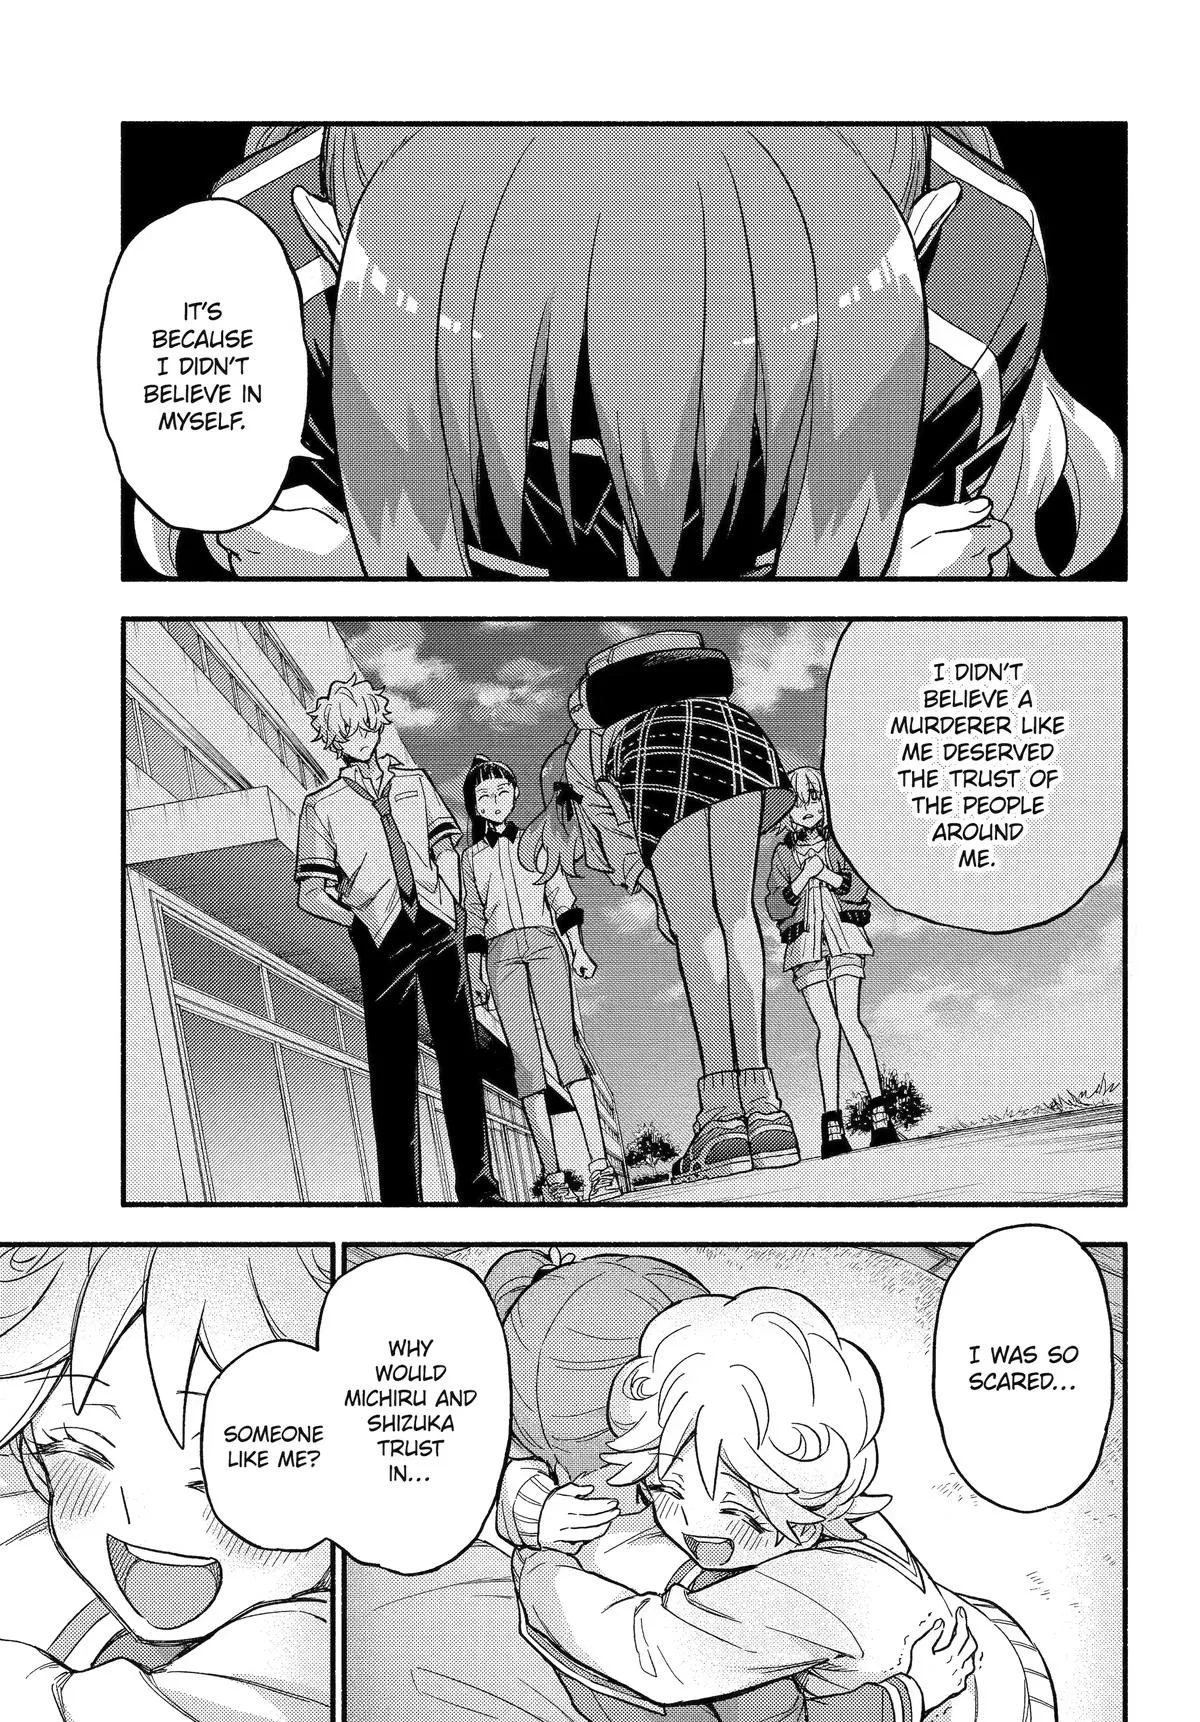 IT'S
BECAUSE
I DIDN'T
BELIEVE IN
MYSELF.
I DIDN'T
BELIEVE A
MURDERER LIKE
ME DESERVED
THE TRUST OF
THE PEOPLE
AROUND
ME.
I WAS SO
SCARED...
WHY
WOULD
MICHIRU AND
SHIZUKA
TRUST
IN...
SOMEONE
LIKE ME?